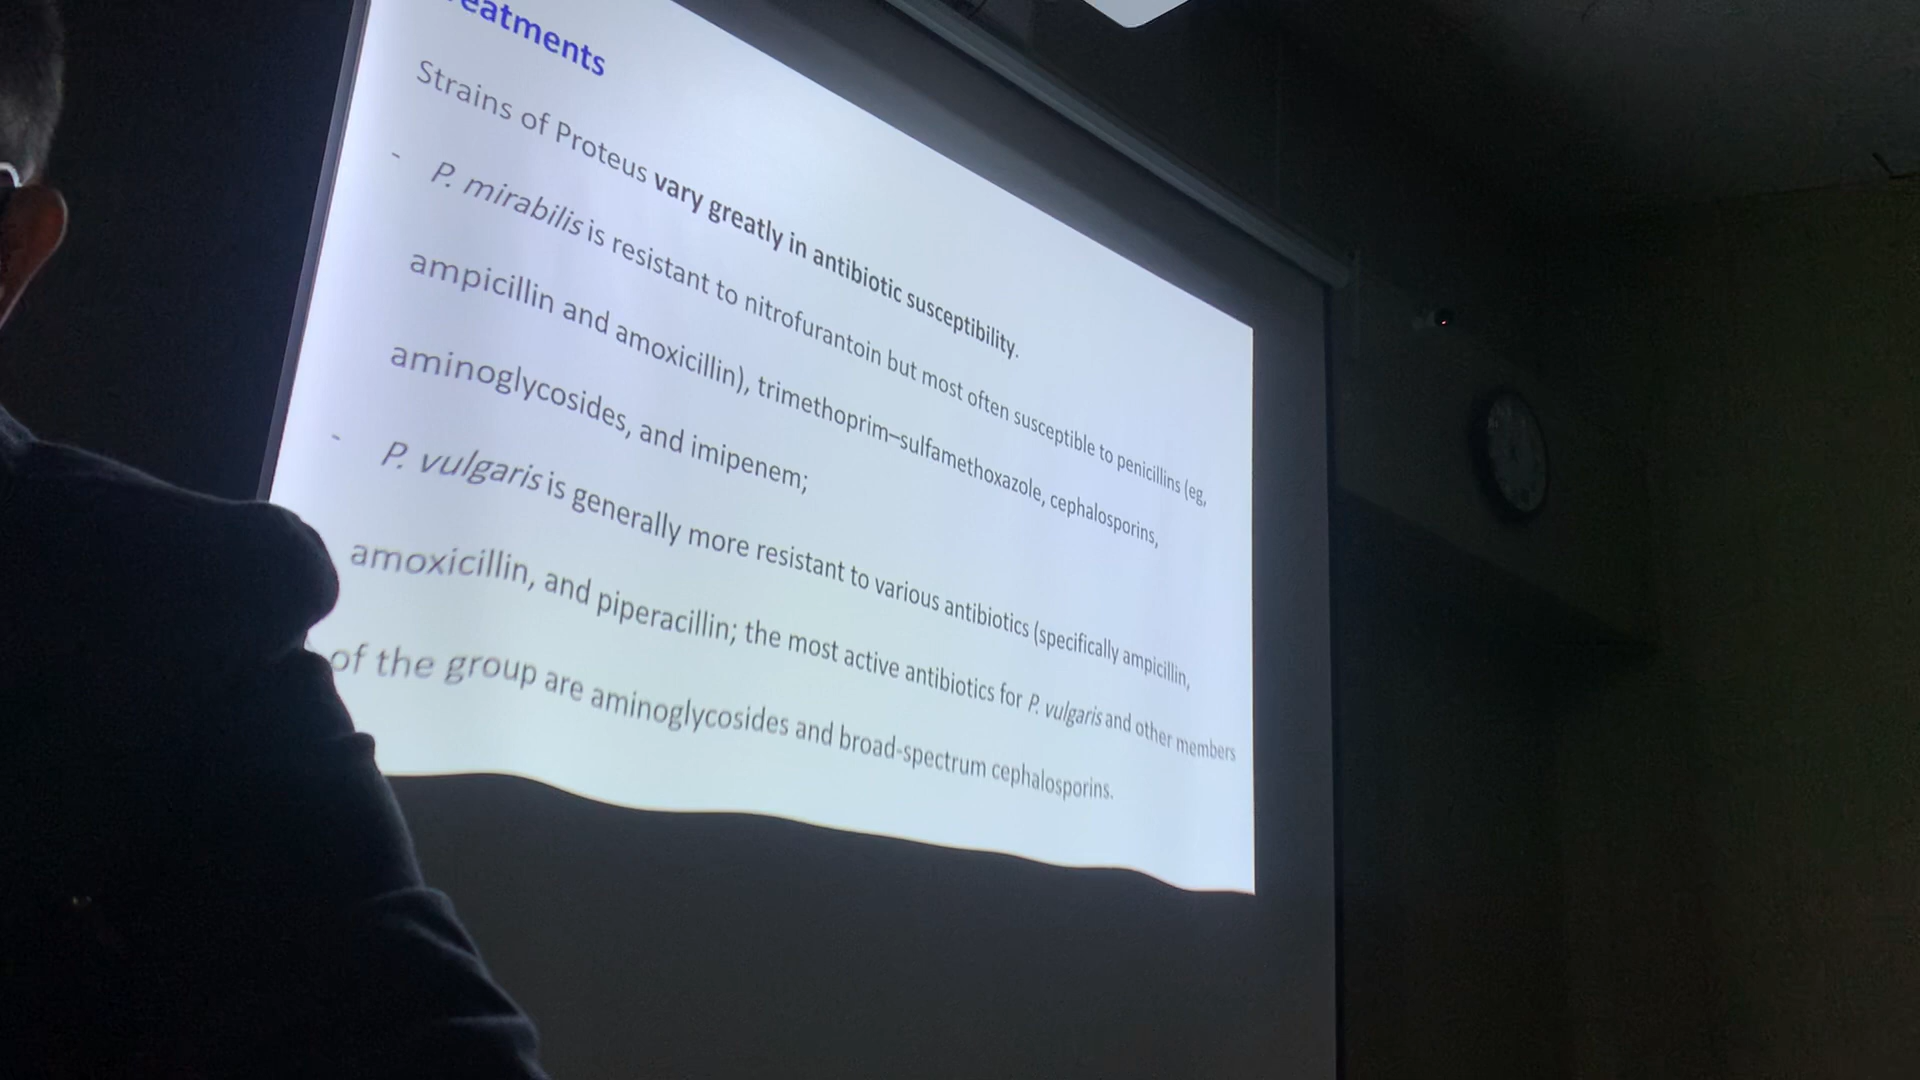 reatments
Strains of Proteus vary greatly in antibiotic susceptibility.
- P. mirabilis is resistant to nitrofurantoin but most often susceptible to penicillins (eg,
ampicillin and amoxicillin), trimethoprim–sulfamethoxazole, cephalosporins,
aminoglycosides, and imipenem;
- P. vulgaris is generally more resistant to various antibiotics (specifically ampicillin,
amoxicillin, and piperacillin; the most active antibiotics for P. vulgaris and other members
of the group are aminoglycosides and broad-spectrum cephalosporins.